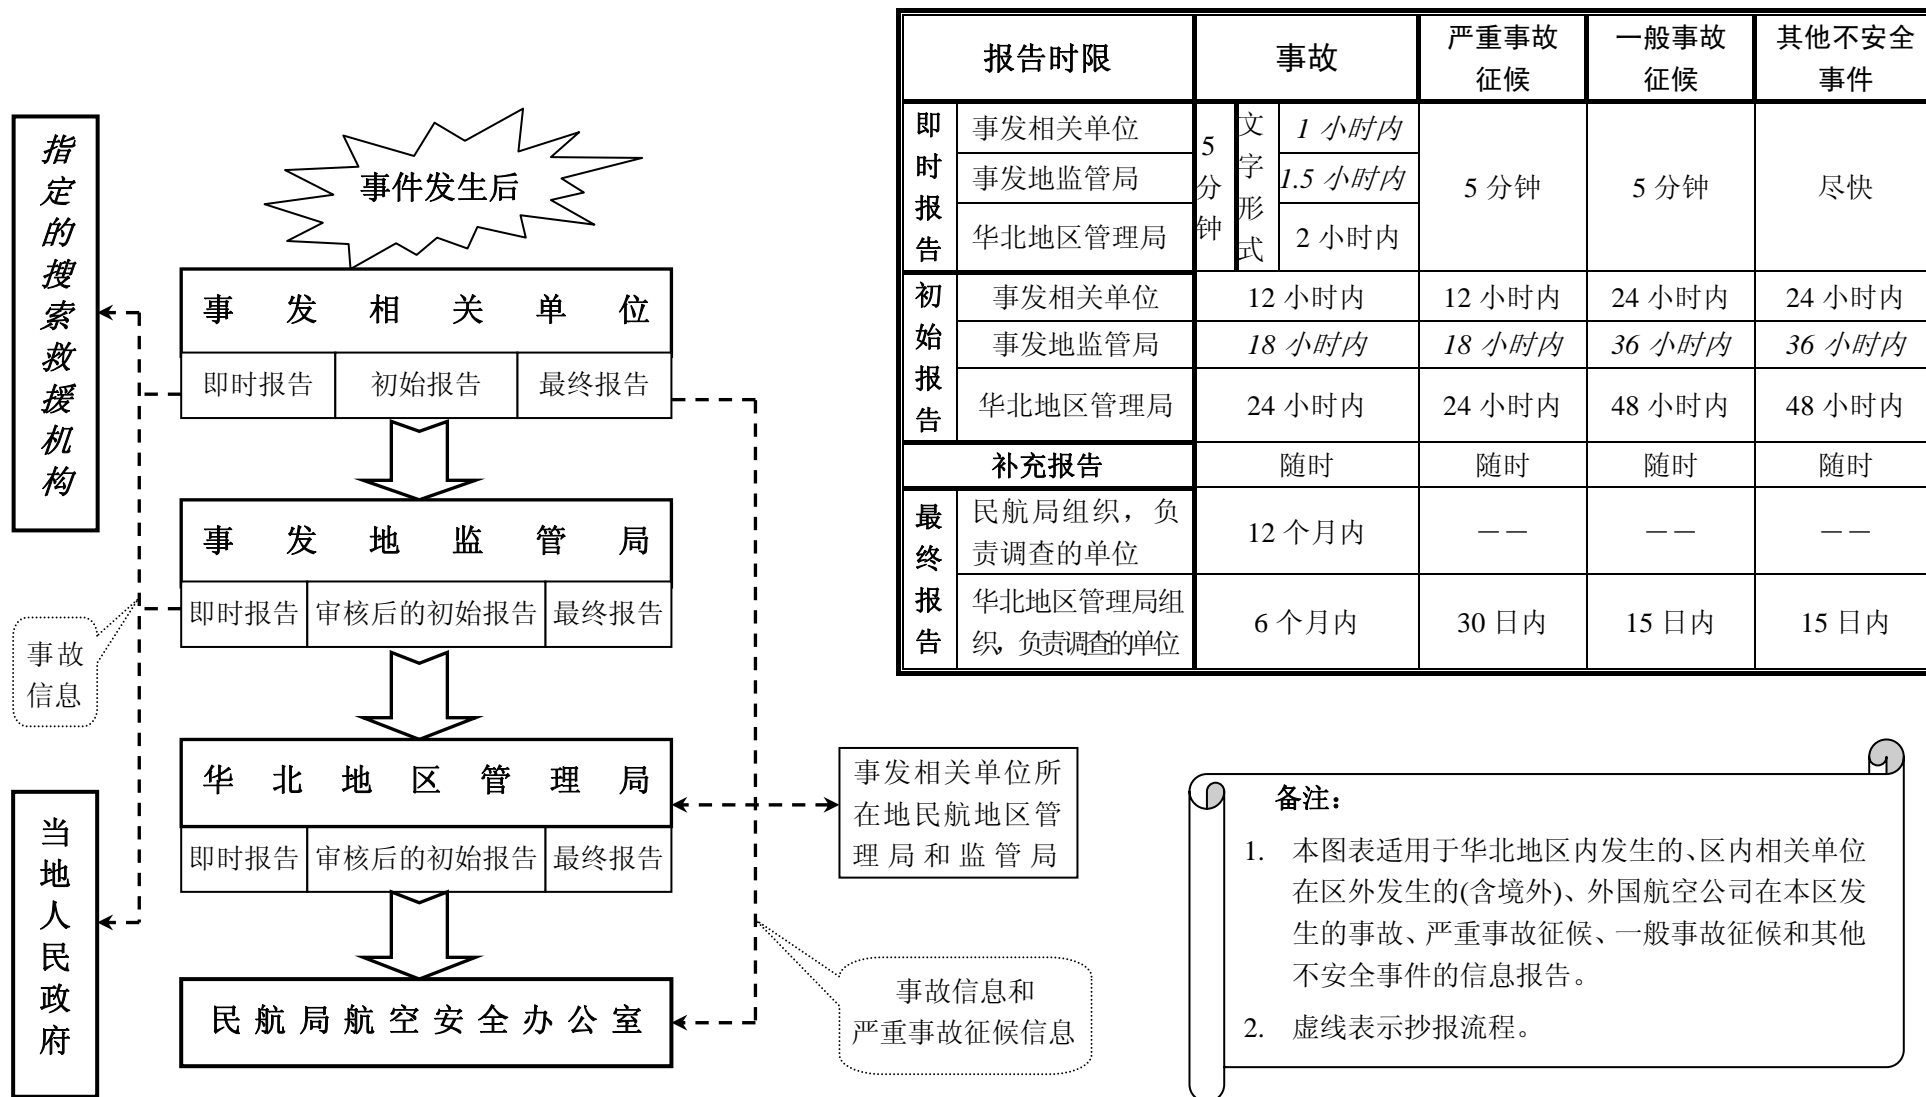 事件发生后
指定的搜索救援机构
事发相关单位
即时报告 初始报告 最终报告
事发地监管局
即时报告 审核后的初始报告 最终报告
事故
信息
华北地区管理局
即时报告 审核后的初始报告 最终报告
当地人民政府
民航局航空安全办公室
事发相关单位所
在地民航地区管
理局和监管局
事故信息和
严重事故征候信息
报告时限 事故 严重事故征候 一般事故征候 其他不安全事件
即时报告 事发相关单位 5分钟 文字形式 1 小时内 5 分钟 5 分钟 尽快
事发地监管局 1.5 小时内
华北地区管理局 2 小时内
初始报告 事发相关单位 12 小时内 12 小时内 24 小时内 24 小时内
事发地监管局 18 小时内 18 小时内 36 小时内 36 小时内
华北地区管理局 24 小时内 24 小时内 48 小时内 48 小时内
补充报告 随时 随时 随时 随时
最终报告 民航局组织，负责调查的单位 12 个月内 —— —— ——
华北地区管理局组织，负责调查的单位 6 个月内 30 日内 15 日内 15 日内
备注：
1. 本图表适用于华北地区内发生的、区内相关单位
在区外发生的(含境外)、外国航空公司在本区发
生的事故、严重事故征候、一般事故征候和其他
不安全事件的信息报告。
2. 虚线表示抄报流程。